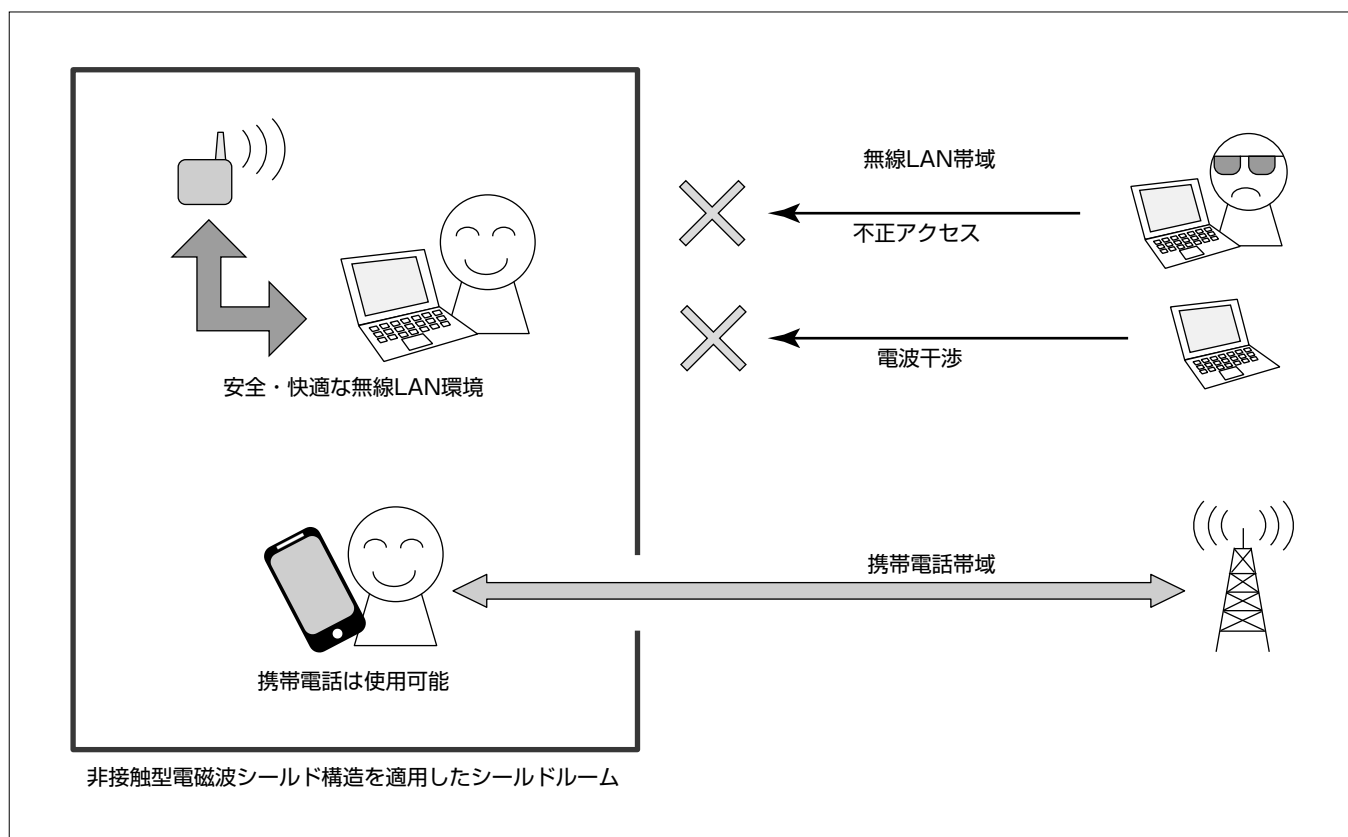 無線LAN帯域
不正アクセス
電波干渉
安全・快適な無線LAN環境
携帯電話帯域
携帯電話は使用可能
非接触型電磁波シールド構造を適用したシールドルーム